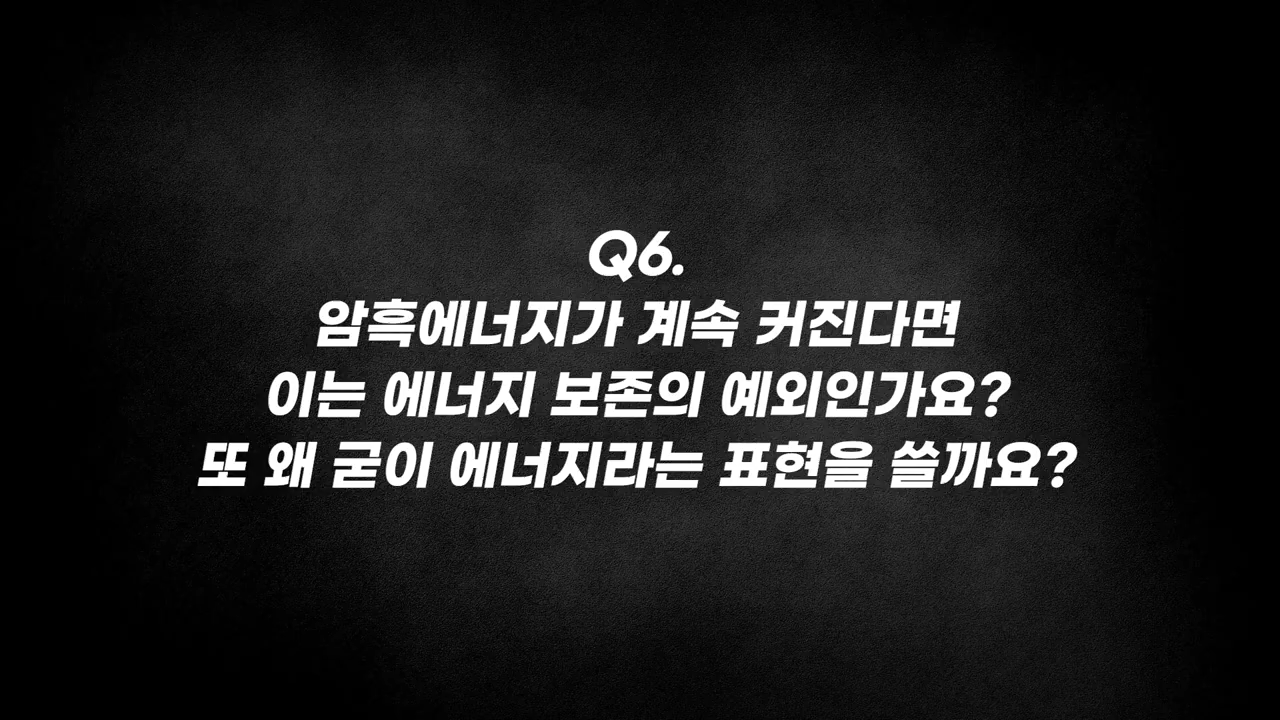 Q6.
암흑에너지가 계속 커진다면
이는 에너지 보존의 예외인가요?
또 왜 굳이 에너지라는 표현을 쓸까요?